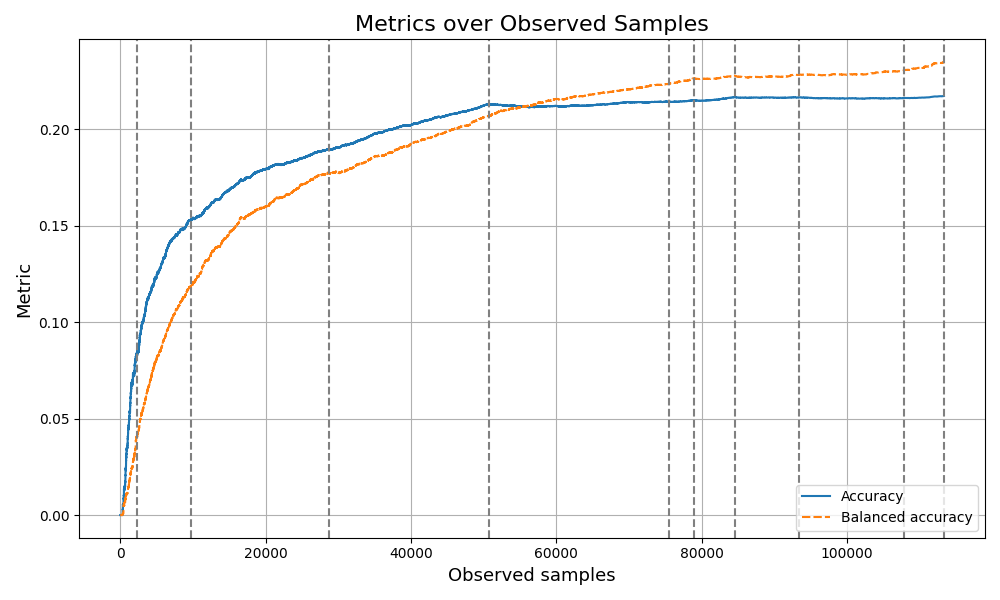 Metrics over Observed Samples
Metric
0.20
0.15
0.10
0.05
0.00
Accuracy
Balanced accuracy
0
20000
40000
60000
80000
100000
Observed samples